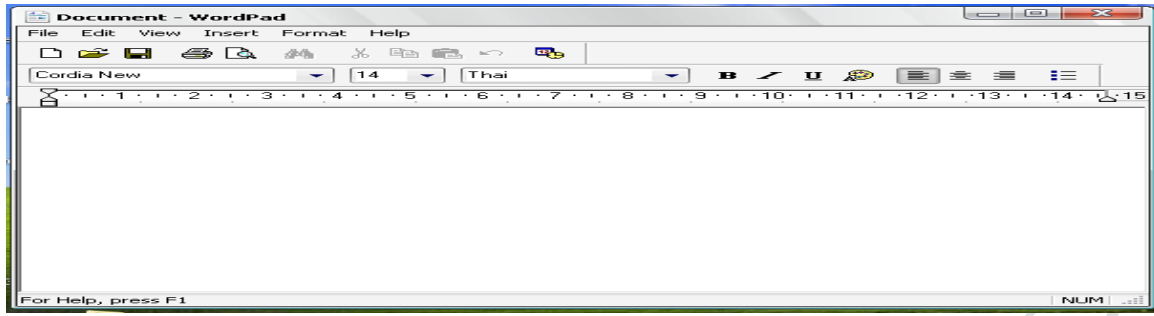 Document - WordPad
File Edit View Insert Format Help
Cordia New 14 Thai B U
1 2 3 4 5 6 7 8 9 10 11 12 13 14 15
For Help, press F1 NUM